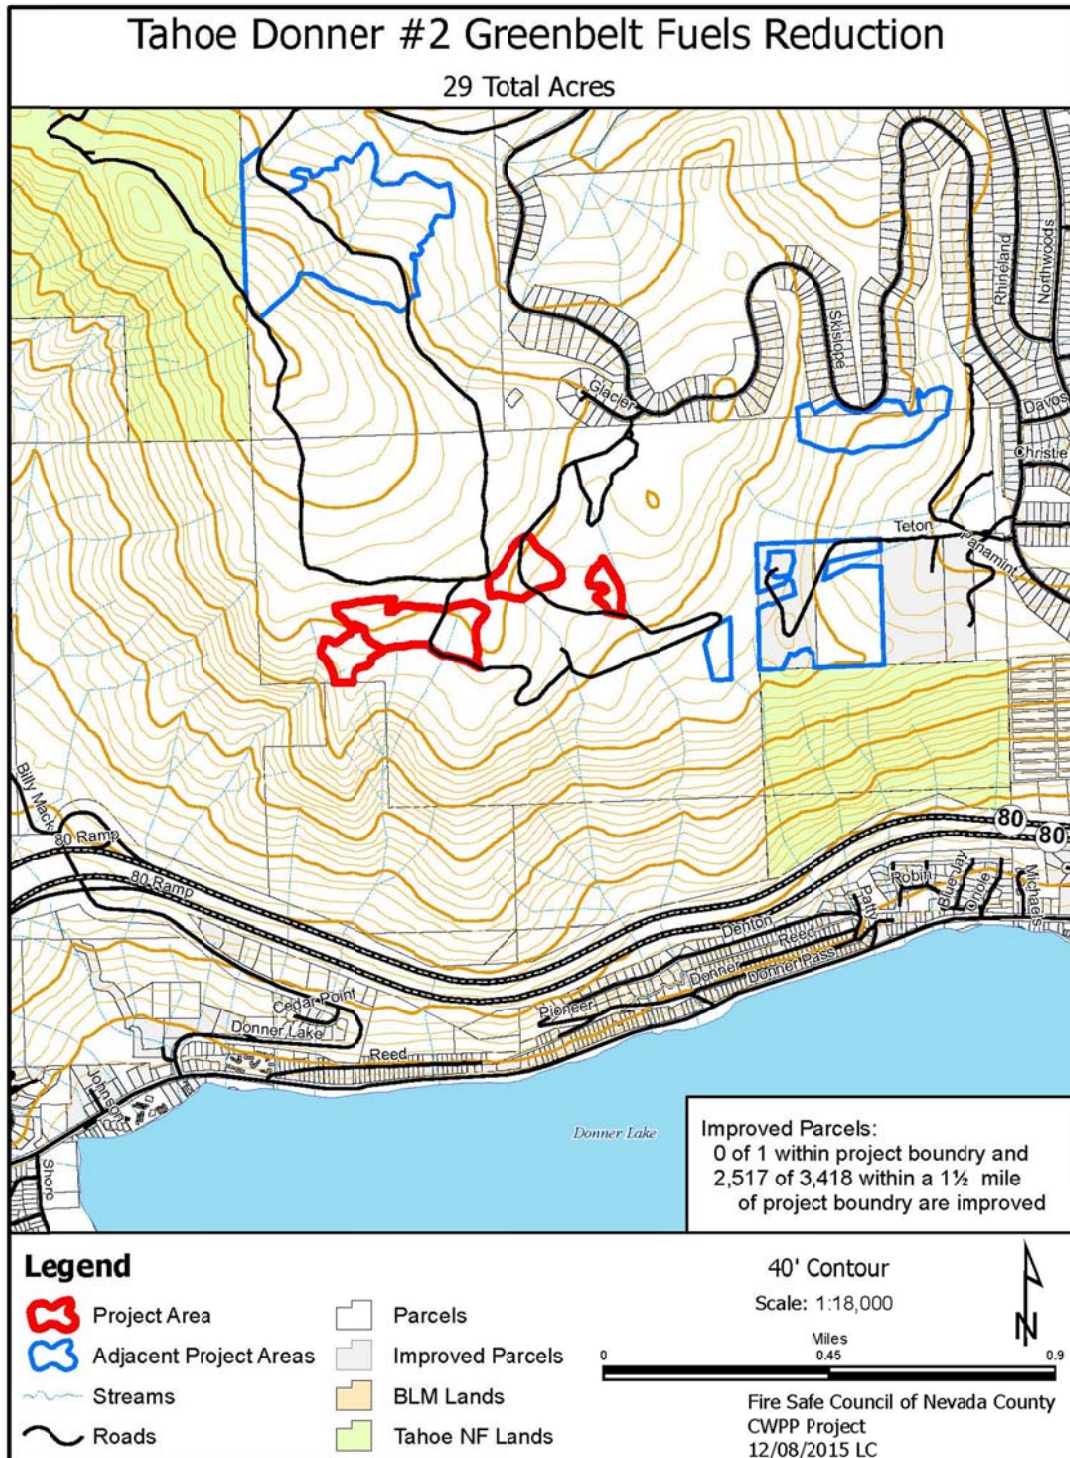 Tahoe Donner #2 Greenbelt Fuels Reduction
29 Total Acres
Rhineland
Northwoods
Skislope
Glacier
Davos
Christie
Teton
Panamint
Billy Mack
80 Ramp
80 Ramp
80
80
Robin
Blue Jay
Oriole
Michaels
Patty
Denton
Reed
Donner
Donner Pass
Pioneer
Cedar Point
Donner Lake
Reed
Johnson
Shore
Donner Lake
Improved Parcels:
0 of 1 within project boundry and
2,517 of 3,418 within a 1½ mile
of project boundry are improved
Legend
Project Area
Adjacent Project Areas
Streams
Roads
Parcels
Improved Parcels
BLM Lands
Tahoe NF Lands
40' Contour
Scale: 1:18,000
Miles
0 0.45 0.9
N
Fire Safe Council of Nevada County
CWPP Project
12/08/2015 LC